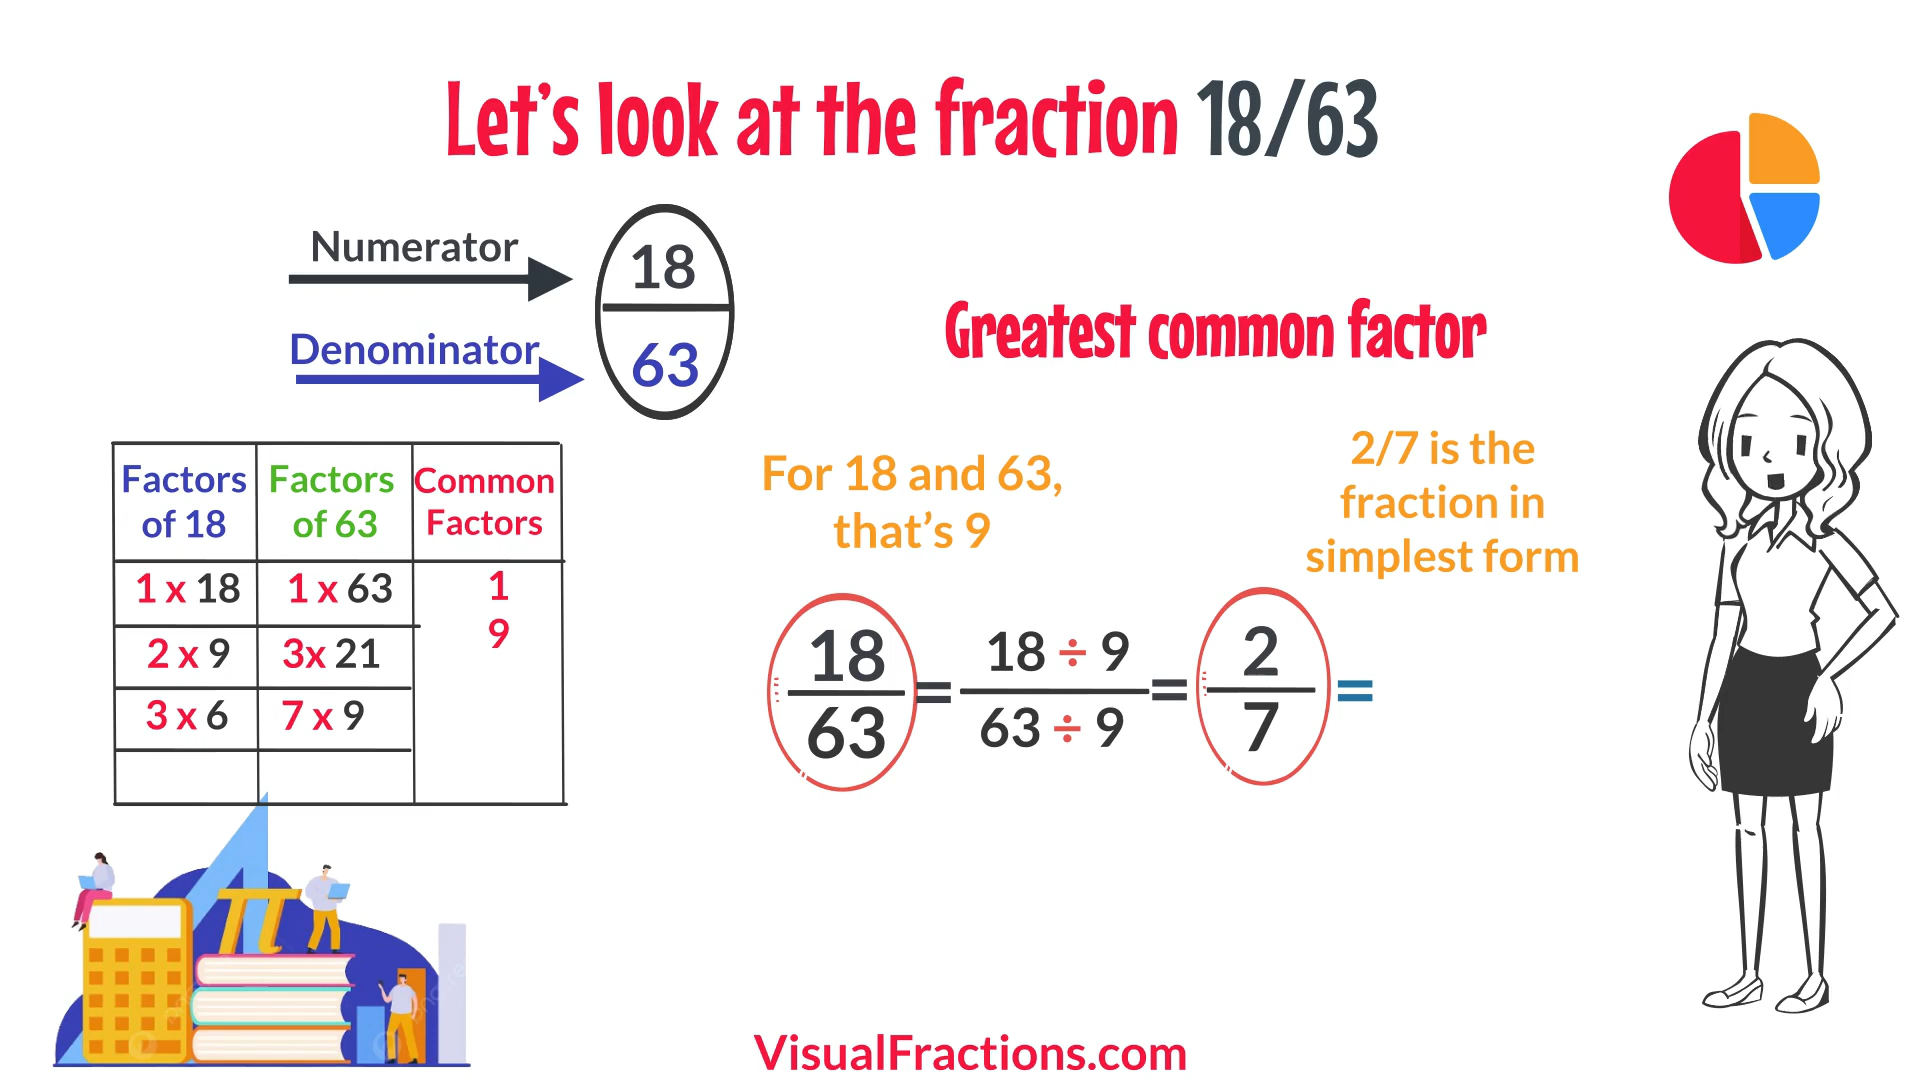 Let's look at the fraction 18/63
Numerator
18
Denominator
63
Greatest common factor
Factors of 18
Factors of 63
Common Factors
1 x 18
1 x 63
1
2 x 9
3x 21
9
3 x 6
7 x 9
For 18 and 63,
that's 9
2/7 is the
fraction in
simplest form
18
63
=
18 ÷ 9
63 ÷ 9
=
2
7
=
π
VisualFractions.com